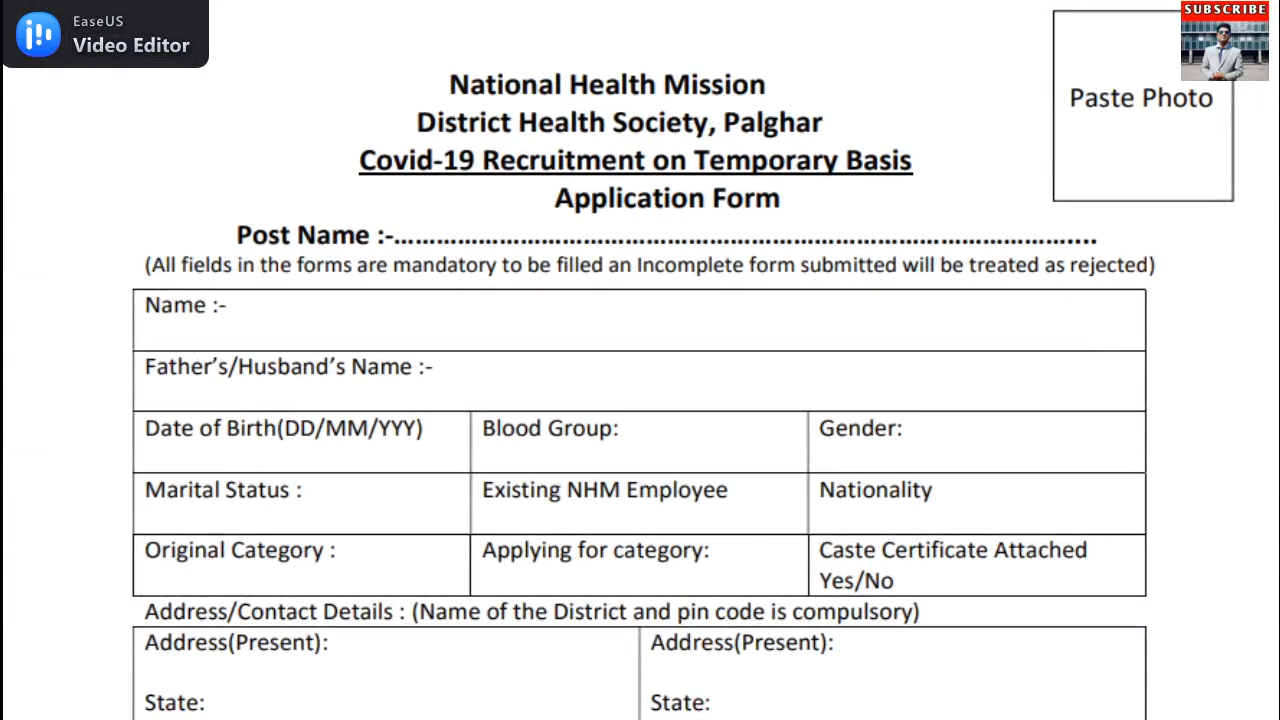 EaseUS
Video Editor
SUBSCRIBE
Paste Photo
National Health Mission
District Health Society, Palghar
Covid-19 Recruitment on Temporary Basis
Application Form
Post Name :-…………………………………………………………………………………....
(All fields in the forms are mandatory to be filled an Incomplete form submitted will be treated as rejected)
Name :-
Father’s/Husband’s Name :-
Date of Birth(DD/MM/YYY) Blood Group: Gender:
Marital Status : Existing NHM Employee Nationality
Original Category : Applying for category: Caste Certificate Attached
Yes/No
Address/Contact Details : (Name of the District and pin code is compulsory)
Address(Present): Address(Present):
State: State: